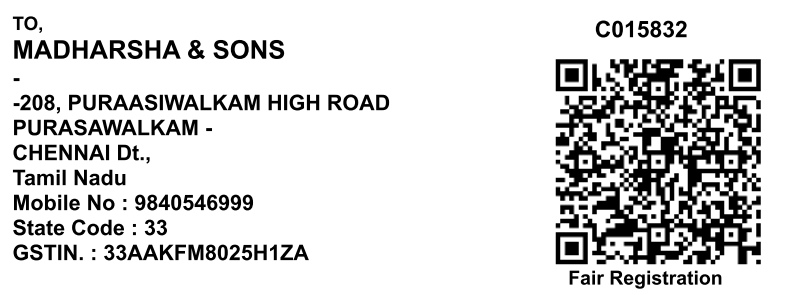 TO,
MADHARSHA & SONS
-
-208, PURAASIWALKAM HIGH ROAD
PURASAWALKAM -
CHENNAI Dt.,
Tamil Nadu
Mobile No : 9840546999
State Code : 33
GSTIN. : 33AAKFM8025H1ZA
C015832
Fair Registration